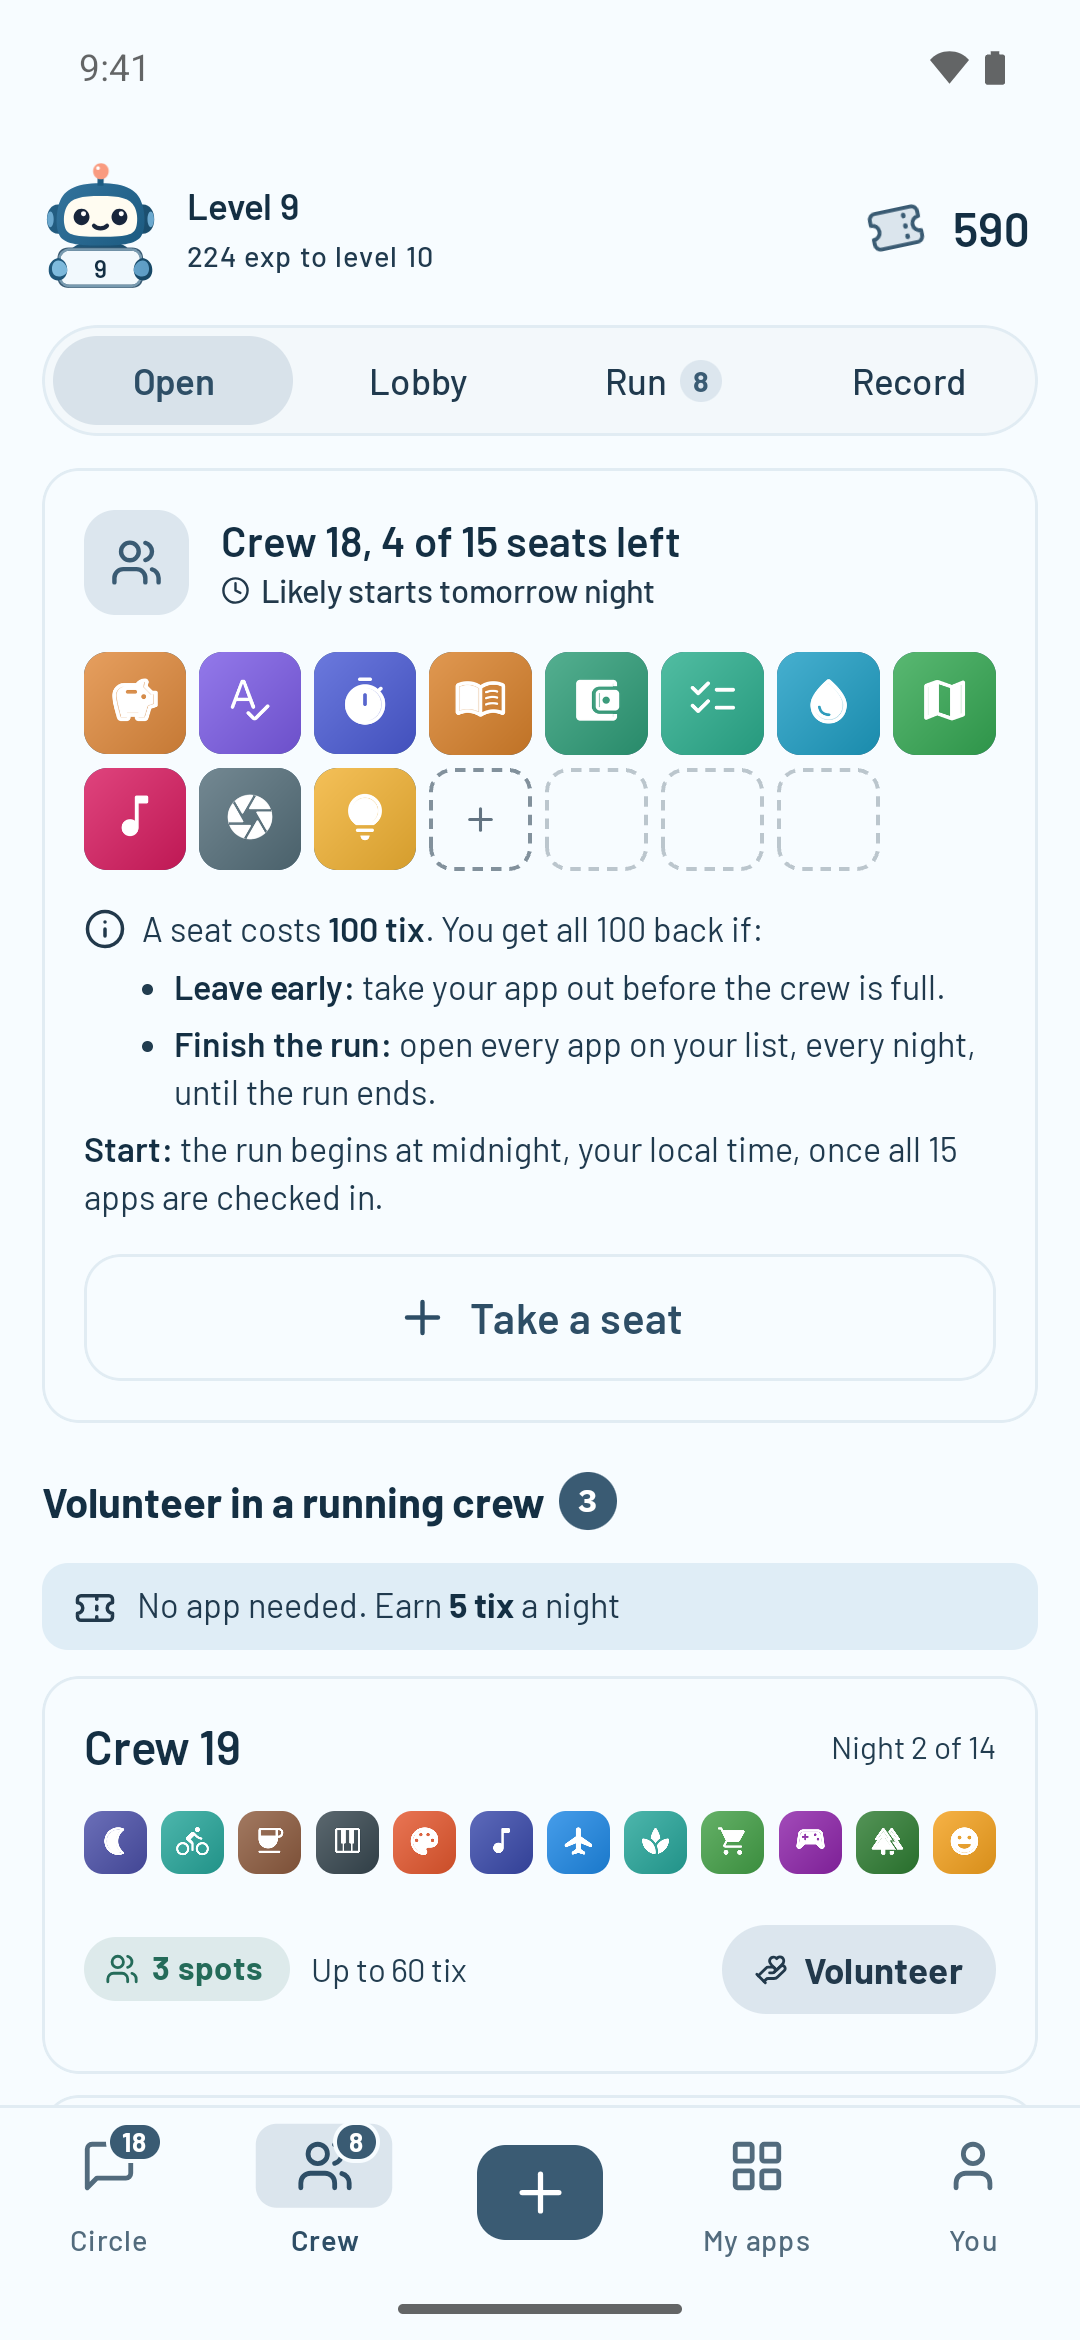 9:41
Level 9
224 exp to level 10
9
590
Open
Lobby
Run 8
Record
Crew 18, 4 of 15 seats left
Likely starts tomorrow night
A seat costs 100 tix. You get all 100 back if:
• Leave early: take your app out before the crew is full.
• Finish the run: open every app on your list, every night,
until the run ends.
Start: the run begins at midnight, your local time, once all 15
apps are checked in.
+ Take a seat
Volunteer in a running crew 3
No app needed. Earn 5 tix a night
Crew 19
Night 2 of 14
3 spots
Up to 60 tix
Volunteer
18
8
Circle
Crew
My apps
You